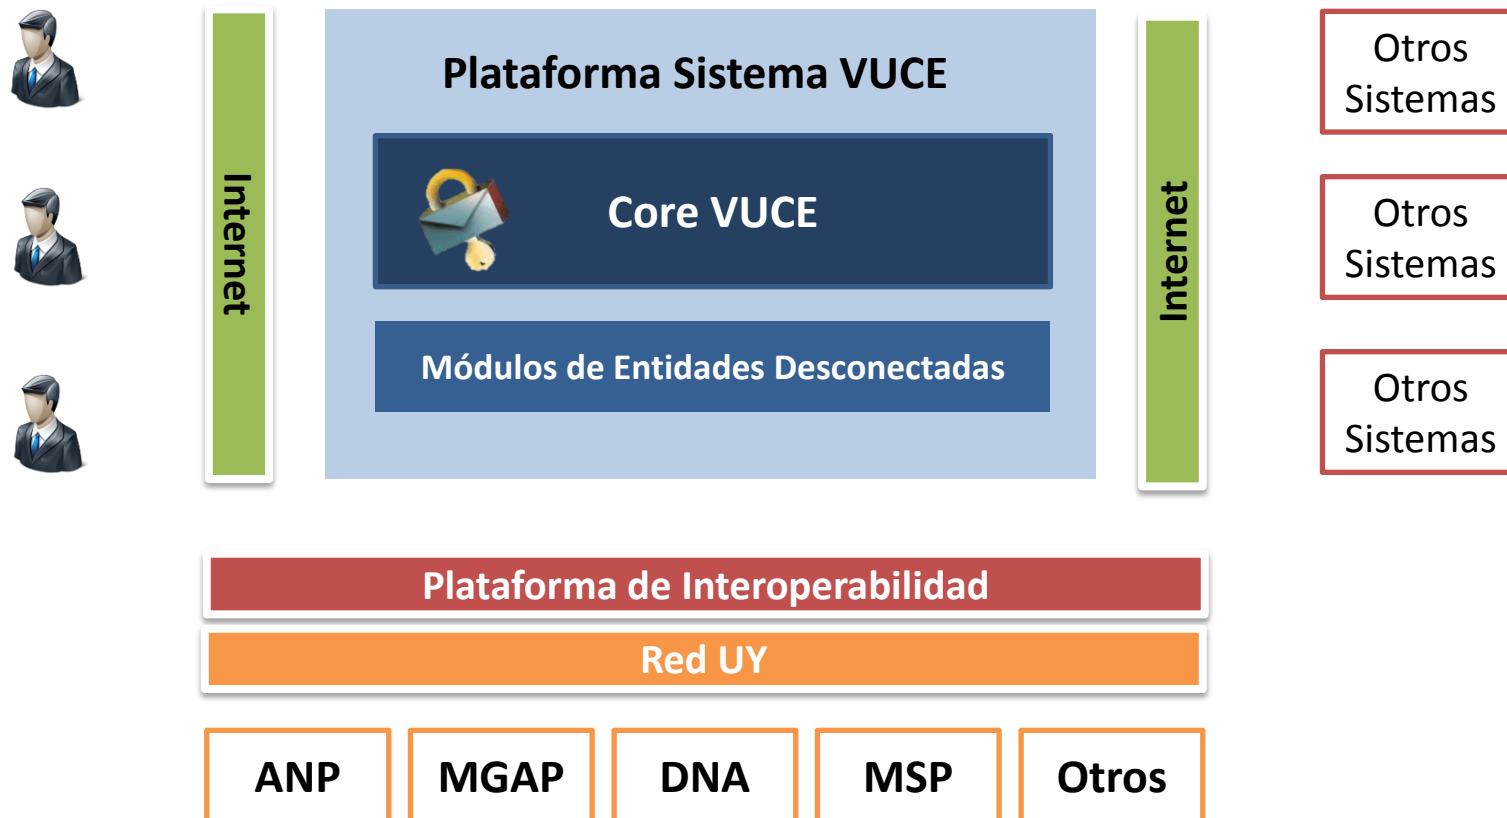 Plataforma Sistema VUCE
Core VUCE
Módulos de Entidades Desconectadas
Internet
Internet
Otros
Sistemas
Otros
Sistemas
Otros
Sistemas
Plataforma de Interoperabilidad
Red UY
ANP
MGAP
DNA
MSP
Otros